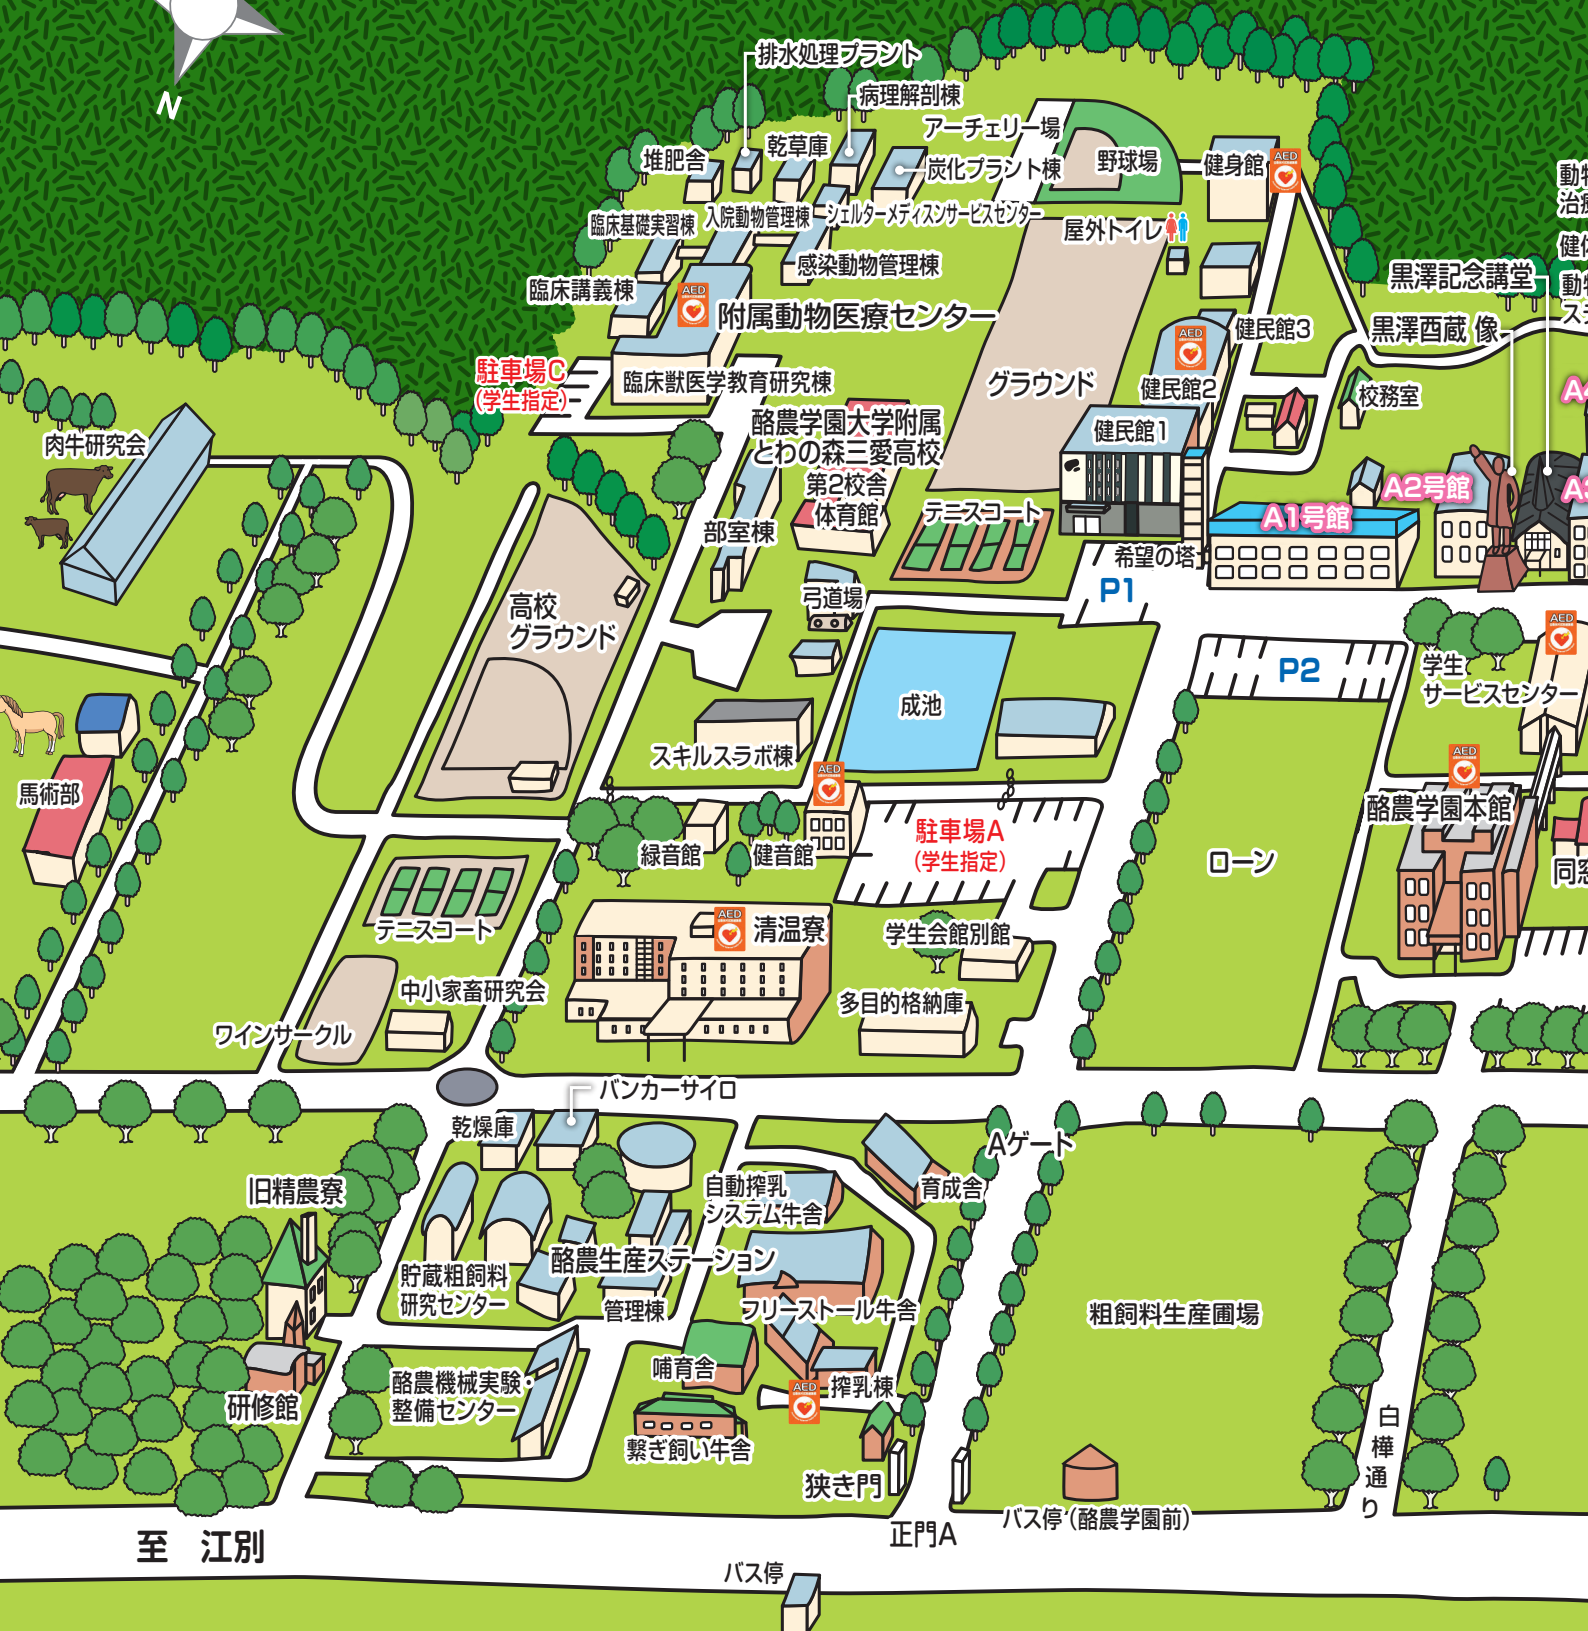 N
排水処理プラント
病理解剖棟
アーチェリー場
野球場
健身館
AED
堆肥舎
乾草庫
炭化プラント棟
臨床基礎実習棟
入院動物管理棟
シェルターメディスンサービスセンター
屋外トイレ
感染動物管理棟
臨床講義棟
AED
附属動物医療センター
黒澤記念講堂
黒澤酉蔵 像
健民館3
AED
健民館2
校務室
駐車場C
(学生指定)
臨床獣医学教育研究棟
グラウンド
酪農学園大学附属
とわの森三愛高校
第2校舎
体育館
健民館1
肉牛研究会
部室棟
テニスコート
希望の塔
A1号館
A2号館
P1
弓道場
高校
グラウンド
P2
AED
学生
サービスセンター
成池
スキルスラボ棟
AED
馬術部
AED
酪農学園本館
緑音館
健音館
駐車場A
(学生指定)
ローン
テニスコート
AED
清温寮
学生会館別館
中小家畜研究会
多目的格納庫
ワインサークル
バンカーサイロ
乾燥庫
Aゲート
旧精農寮
自動搾乳
システム牛舎
育成舎
酪農生産ステーション
貯蔵粗飼料
研究センター
管理棟
フリーストール牛舎
粗飼料生産圃場
哺育舎
酪農機械実験・
整備センター
AED
搾乳棟
研修館
繋ぎ飼い牛舎
狭き門
白樺通り
バス停（酪農学園前）
正門A
至　江別
バス停